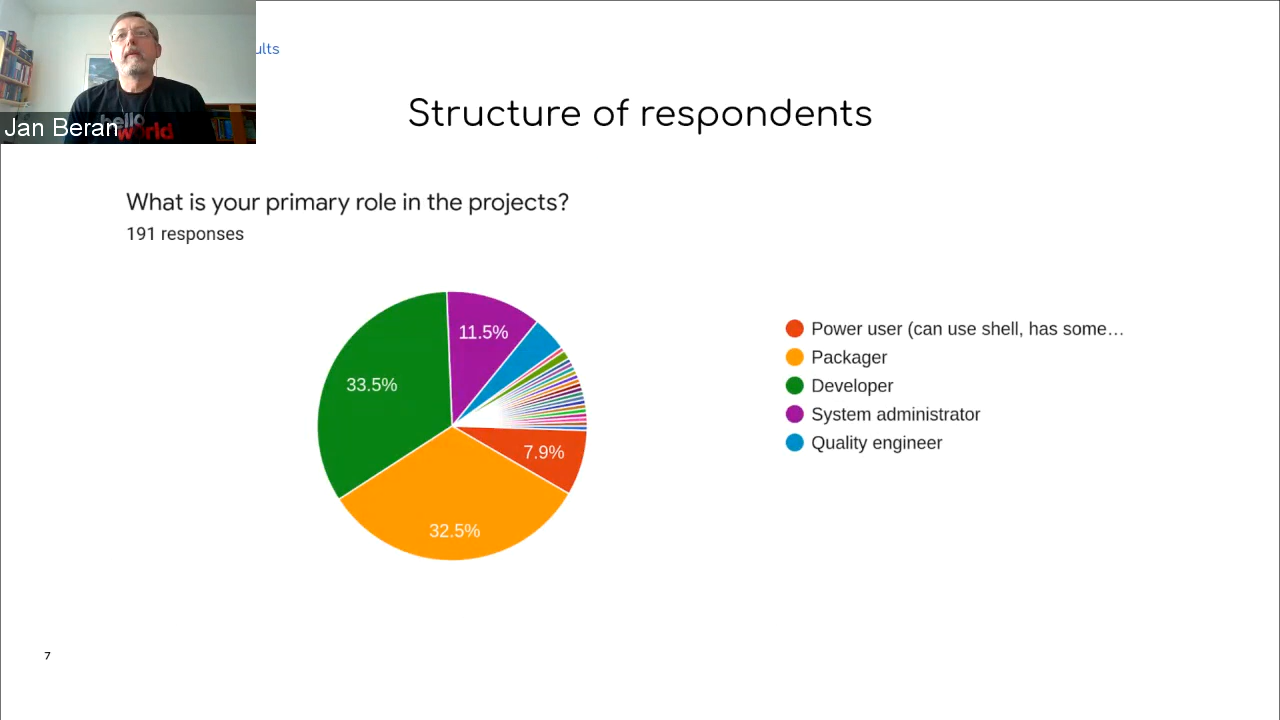 ults
Structure of respondents
hello
world
Jan Beran
What is your primary role in the projects?
191 responses
11.5%
33.5%
7.9%
32.5%
Power user (can use shell, has some…
Packager
Developer
System administrator
Quality engineer
7